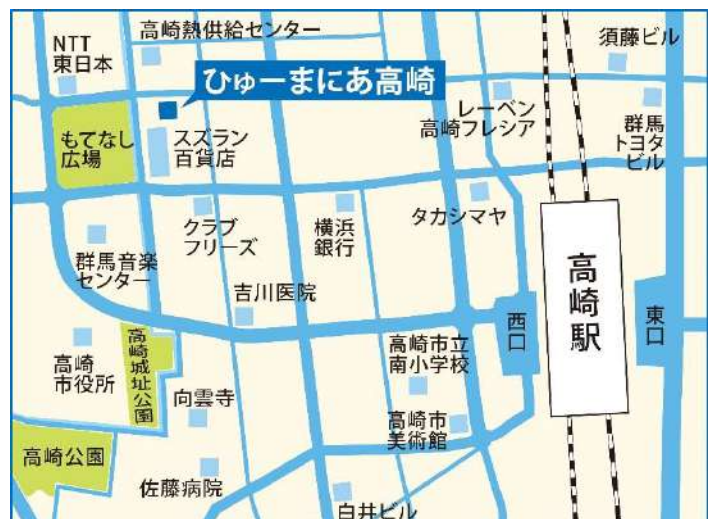 高崎熱供給センター
NTT
東日本
須藤ビル
ひゅーまにあ高崎
レーベン
高崎フレシア
群馬
トヨタ
ビル
もてなし
広場
スズラン
百貨店
クラブ
フリーズ
横浜
銀行
タカシマヤ
群馬音楽
センター
吉川医院
高崎駅
西口
東口
高崎
市役所
高崎城址公園
高崎市立
南小学校
向雲寺
高崎市
美術館
高崎公園
佐藤病院
白井ビル